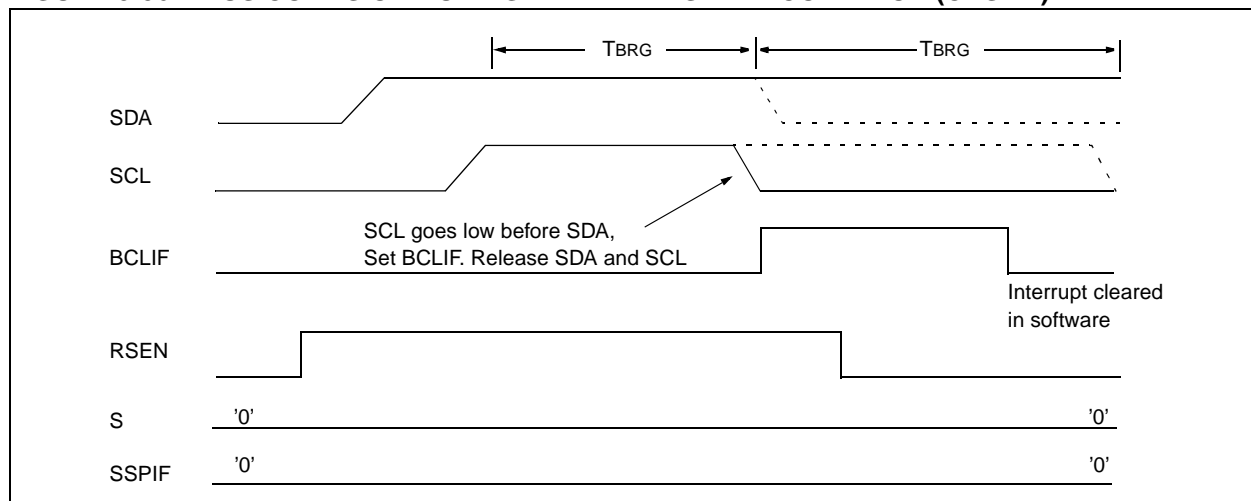 TBRG TBRG
SDA
SCL
SCL goes low before SDA,
Set BCLIF. Release SDA and SCL
BCLIF
Interrupt cleared
in software
RSEN
S '0' '0'
SSPIF '0' '0'